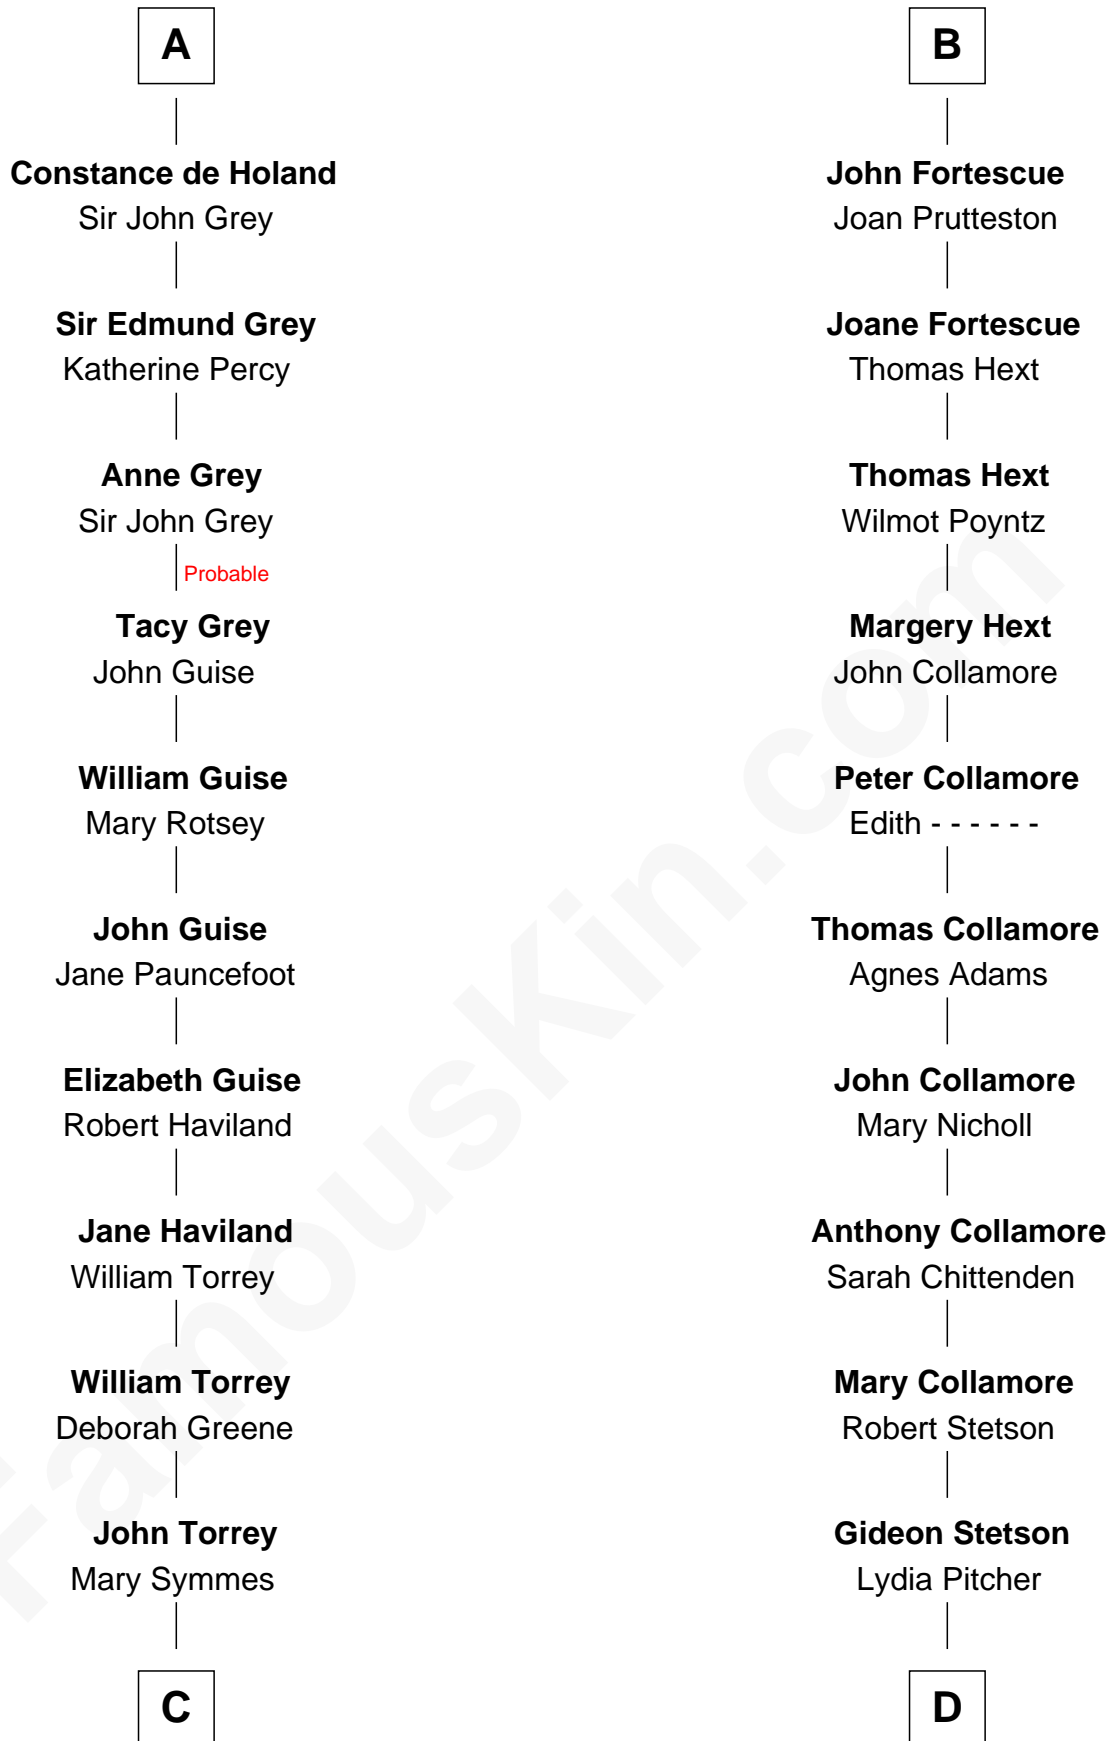 A
Constance de Holand
Sir John Grey
Sir Edmund Grey
Katherine Percy
Anne Grey
Sir John Grey
Probable
Tacy Grey
John Guise
William Guise
Mary Rotsey
John Guise
Jane Pauncefoot
Elizabeth Guise
Robert Haviland
Jane Haviland
William Torrey
William Torrey
Deborah Greene
John Torrey
Mary Symmes
C
B
John Fortescue
Joan Prutteston
Joane Fortescue
Thomas Hext
Thomas Hext
Wilmot Poyntz
Margery Hext
John Collamore
Peter Collamore
Edith - - - - - -
Thomas Collamore
Agnes Adams
John Collamore
Mary Nicholl
Anthony Collamore
Sarah Chittenden
Mary Collamore
Robert Stetson
Gideon Stetson
Lydia Pitcher
D
FamousKin.com